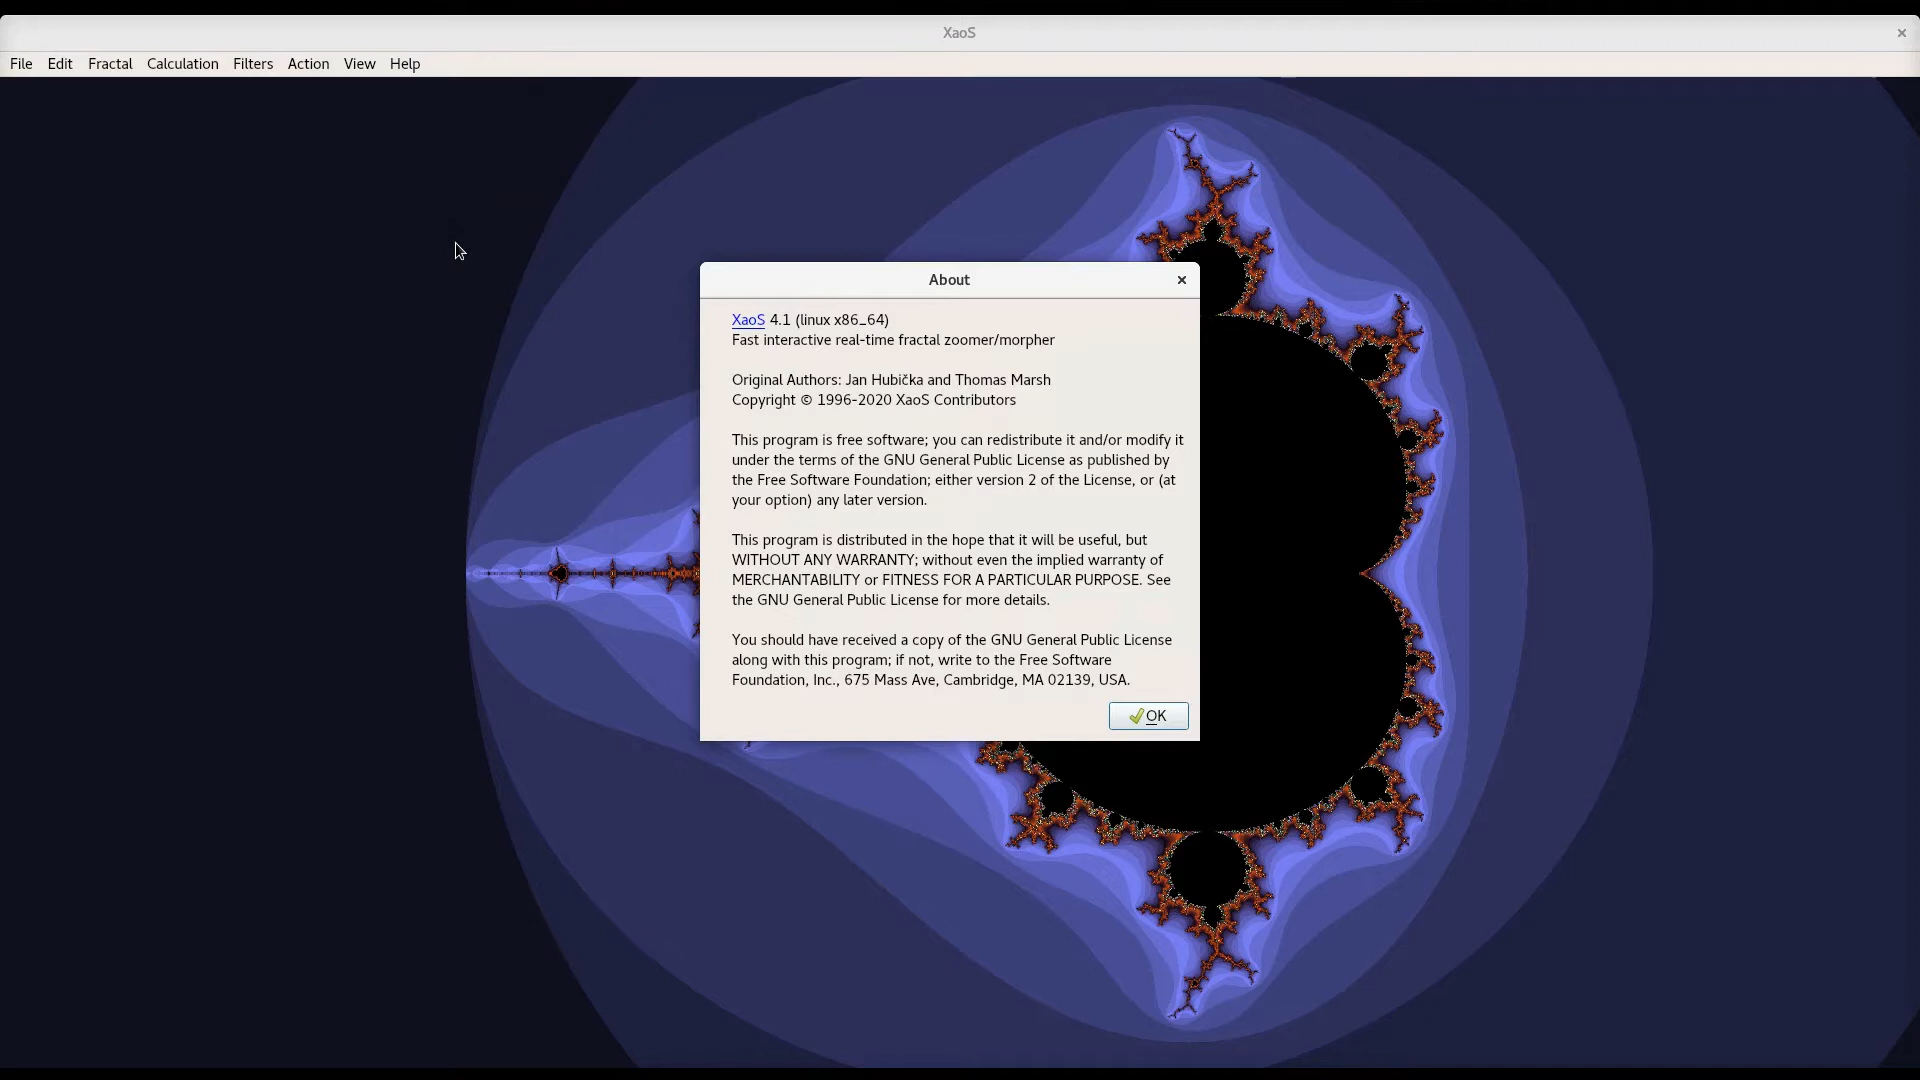 XaoS
File Edit Fractal Calculation Filters Action View Help
About
XaoS 4.1 (linux x86_64)
Fast interactive real-time fractal zoomer/morpher
Original Authors: Jan Hubička and Thomas Marsh
Copyright © 1996-2020 XaoS Contributors
This program is free software; you can redistribute it and/or modify it
under the terms of the GNU General Public License as published by
the Free Software Foundation; either version 2 of the License, or (at
your option) any later version.
This program is distributed in the hope that it will be useful, but
WITHOUT ANY WARRANTY; without even the implied warranty of
MERCHANTABILITY or FITNESS FOR A PARTICULAR PURPOSE. See
the GNU General Public License for more details.
You should have received a copy of the GNU General Public License
along with this program; if not, write to the Free Software
Foundation, Inc., 675 Mass Ave, Cambridge, MA 02139, USA.
OK